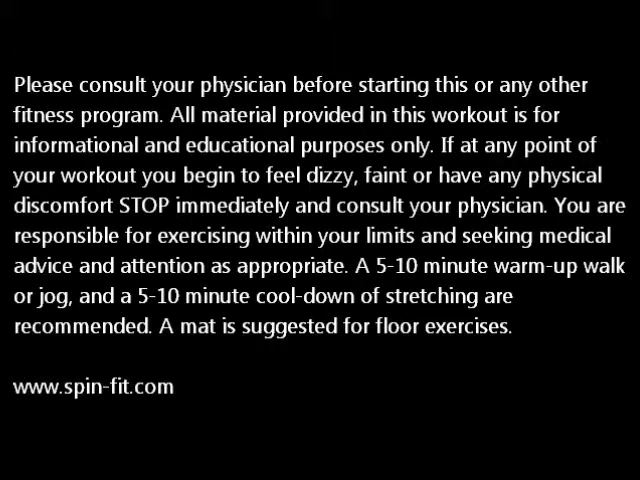 Please consult your physician before starting this or any other
fitness program. All material provided in this workout is for
informational and educational purposes only. If at any point of
your workout you begin to feel dizzy, faint or have any physical
discomfort STOP immediately and consult your physician. You are
responsible for exercising within your limits and seeking medical
advice and attention as appropriate. A 5-10 minute warm-up walk
or jog, and a 5-10 minute cool-down of stretching are
recommended. A mat is suggested for floor exercises.
www.spin-fit.com